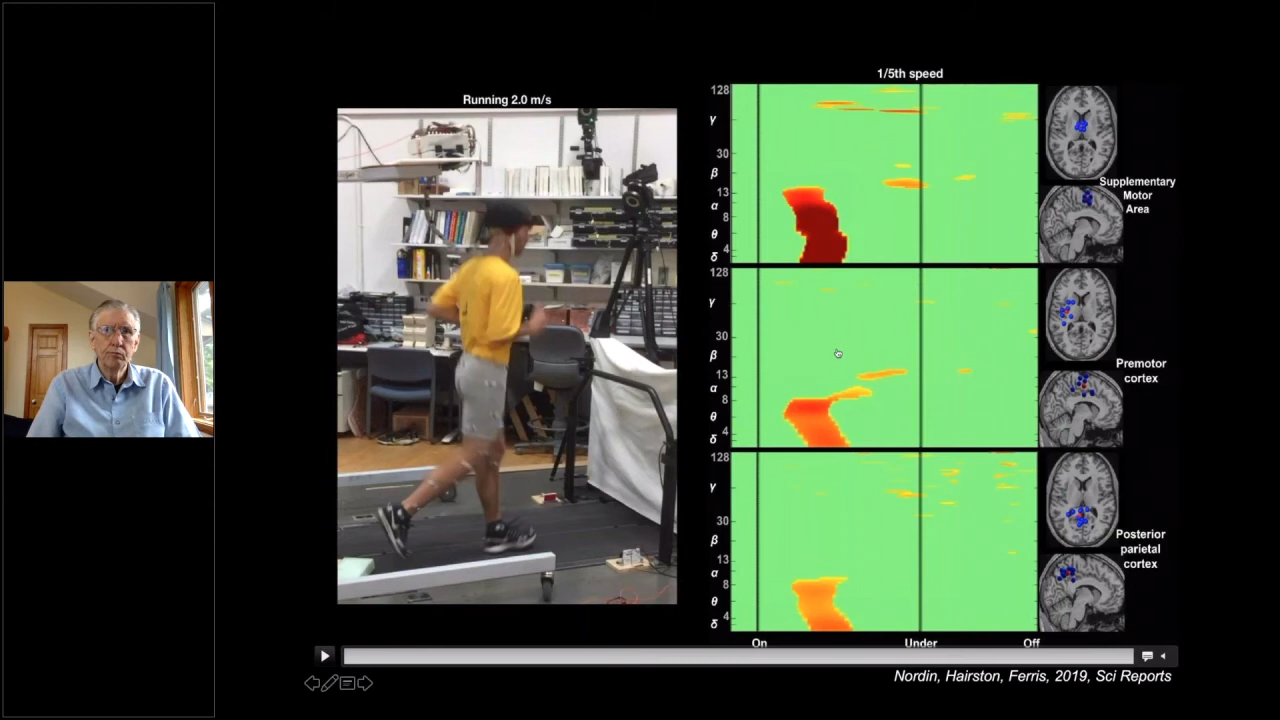 Running 2.0 m/s
1/5th speed
128
γ
30
β
13
α
8
θ
4
δ
Supplementary
Motor
Area
128
γ
30
β
13
α
8
θ
4
δ
Premotor
cortex
128
γ
30
β
13
α
8
θ
4
δ
Posterior
parietal
cortex
On
Under
Off
Nordin, Hairston, Ferris, 2019, Sci Reports